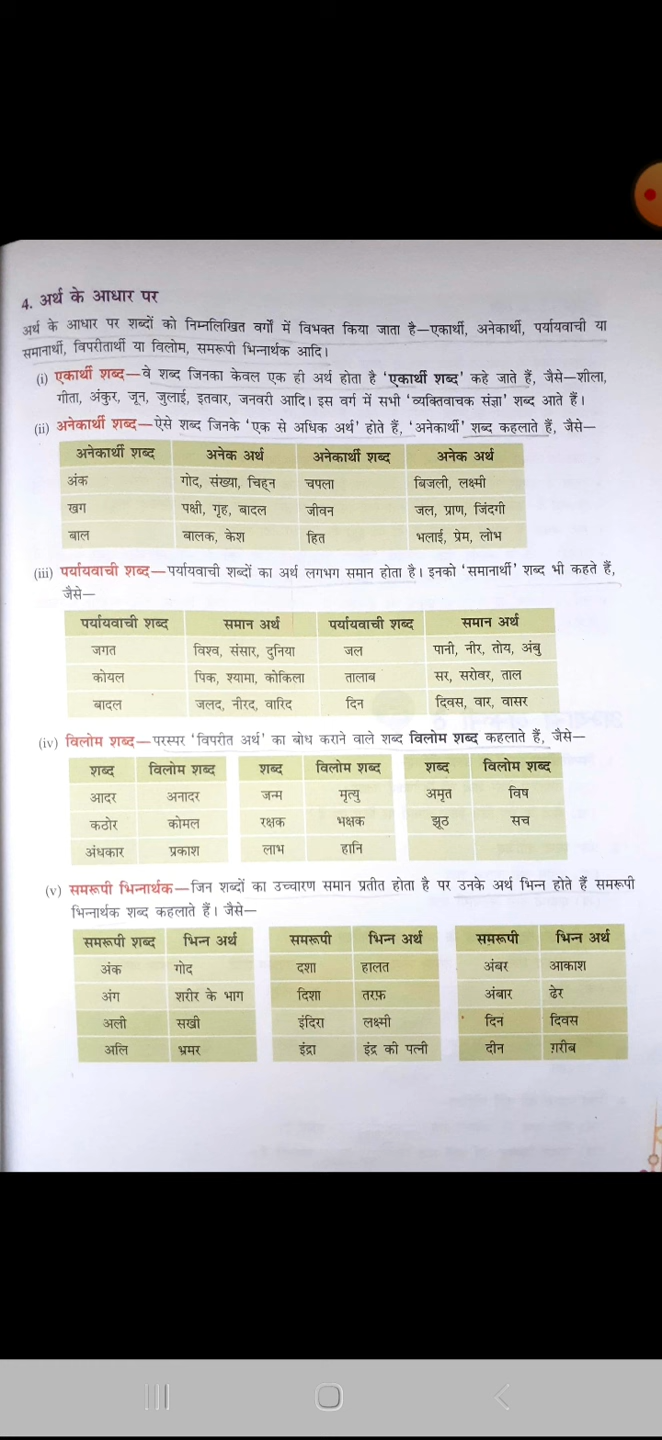 4. अर्थ के आधार पर
अर्थ के आधार पर शब्दों को निम्नलिखित वर्गों में विभक्त किया जाता है—एकार्थी, अनेकार्थी, पर्यायवाची या
समानार्थी, विपरीतार्थी या विलोम, समरूपी भिन्नार्थक आदि।
(i) एकार्थी शब्द—वे शब्द जिनका केवल एक ही अर्थ होता है ‘एकार्थी शब्द’ कहे जाते हैं, जैसे—शीला,
गीता, अंकुर, जून, जुलाई, इतवार, जनवरी आदि। इस वर्ग में सभी ‘व्यक्तिवाचक संज्ञा’ शब्द आते हैं।
(ii) अनेकार्थी शब्द—ऐसे शब्द जिनके ‘एक से अधिक अर्थ’ होते हैं, ‘अनेकार्थी’ शब्द कहलाते हैं, जैसे—
अनेकार्थी शब्द अनेक अर्थ अनेकार्थी शब्द अनेक अर्थ
अंक गोद, संख्या, चिह्न चपला बिजली, लक्ष्मी
खग पक्षी, गृह, बादल जीवन जल, प्राण, जिंदगी
बाल बालक, केश हित भलाई, प्रेम, लोभ
(iii) पर्यायवाची शब्द—पर्यायवाची शब्दों का अर्थ लगभग समान होता है। इनको ‘समानार्थी’ शब्द भी कहते हैं,
जैसे—
पर्यायवाची शब्द समान अर्थ पर्यायवाची शब्द समान अर्थ
जगत विश्व, संसार, दुनिया जल पानी, नीर, तोय, अंबु
कोयल पिक, श्यामा, कोकिला तालाब सर, सरोवर, ताल
बादल जलद, नीरद, वारिद दिन दिवस, वार, वासर
(iv) विलोम शब्द—परस्पर ‘विपरीत अर्थ’ का बोध कराने वाले शब्द विलोम शब्द कहलाते हैं, जैसे—
शब्द विलोम शब्द शब्द विलोम शब्द शब्द विलोम शब्द
आदर अनादर जन्म मृत्यु अमृत विष
कठोर कोमल रक्षक भक्षक झूठ सच
अंधकार प्रकाश लाभ हानि
(v) समरूपी भिन्नार्थक—जिन शब्दों का उच्चारण समान प्रतीत होता है पर उनके अर्थ भिन्न होते हैं समरूपी
भिन्नार्थक शब्द कहलाते हैं। जैसे—
समरूपी शब्द भिन्न अर्थ समरूपी भिन्न अर्थ समरूपी भिन्न अर्थ
अंक गोद दशा हालत अंबर आकाश
अंग शरीर के भाग दिशा तरफ़ अंबार ढेर
अली सखी इंदिरा लक्ष्मी दिन दिवस
अलि भ्रमर इंद्रा इंद्र की पत्नी दीन ग़रीब